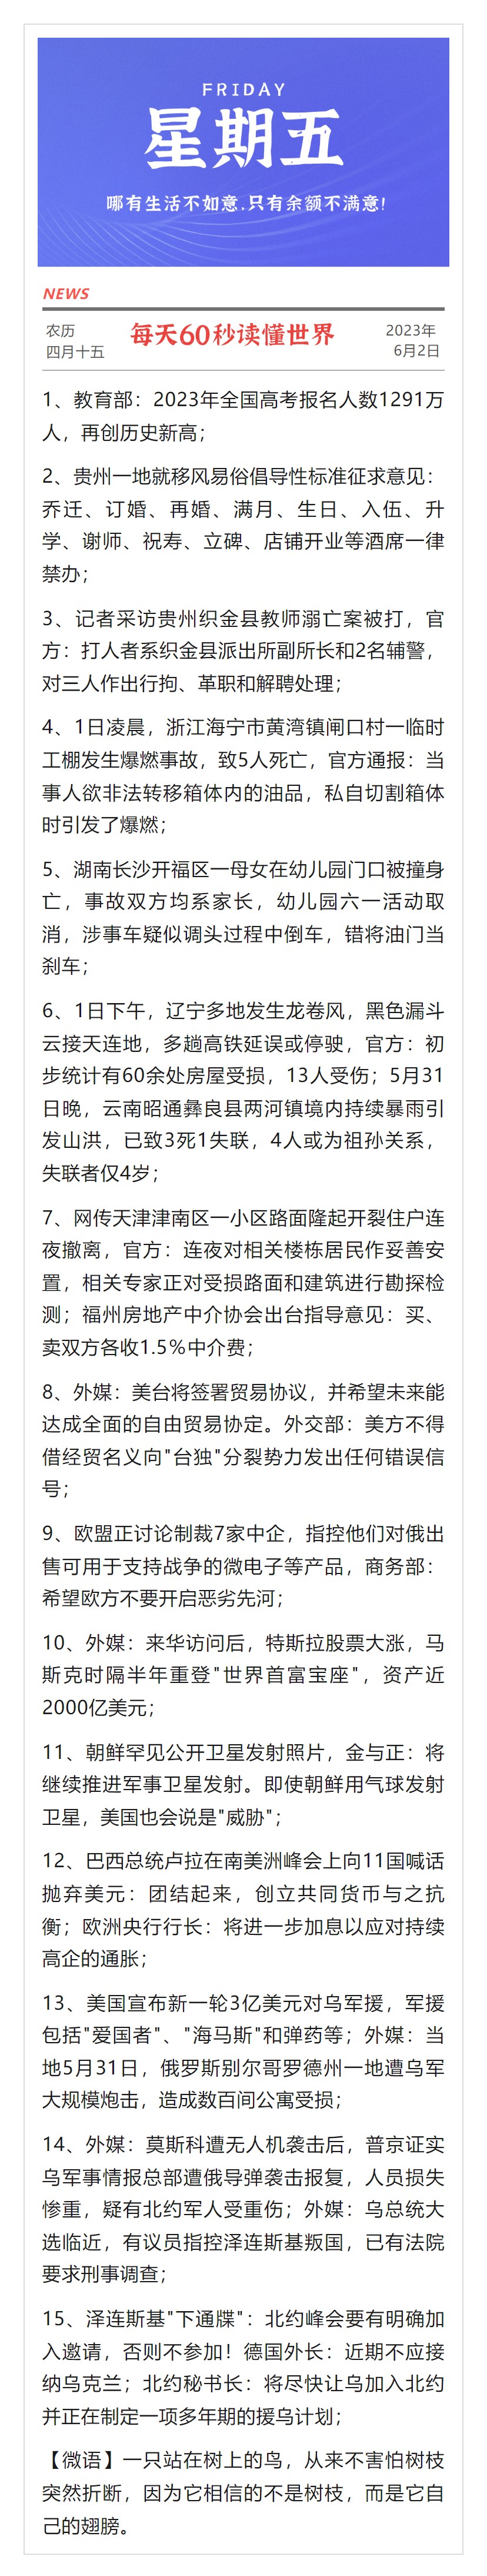 FRIDAY
星期五
哪有生活不如意,只有余额不满意!
NEWS
农历
四月十五
每天60秒读懂世界
2023年
6月2日
1、教育部：2023年全国高考报名人数1291万
人，再创历史新高；
2、贵州一地就移风易俗倡导性标准征求意见：
乔迁、订婚、再婚、满月、生日、入伍、升
学、谢师、祝寿、立碑、店铺开业等酒席一律
禁办；
3、记者采访贵州织金县教师溺亡案被打，官
方：打人者系织金县派出所副所长和2名辅警，
对三人作出行拘、革职和解聘处理；
4、1日凌晨，浙江海宁市黄湾镇闸口村一临时
工棚发生爆燃事故，致5人死亡，官方通报：当
事人欲非法转移箱体内的油品，私自切割箱体
时引发了爆燃；
5、湖南长沙开福区一母女在幼儿园门口被撞身
亡，事故双方均系家长，幼儿园六一活动取
消，涉事车疑似调头过程中倒车，错将油门当
刹车；
6、1日下午，辽宁多地发生龙卷风，黑色漏斗
云接天连地，多趟高铁延误或停驶，官方：初
步统计有60余处房屋受损，13人受伤；5月31
日晚，云南昭通彝良县两河镇境内持续暴雨引
发山洪，已致3死1失联，4人或为祖孙关系，
失联者仅4岁；
7、网传天津津南区一小区路面隆起开裂住户连
夜撤离，官方：连夜对相关楼栋居民作妥善安
置，相关专家正对受损路面和建筑进行勘探检
测；福州房地产中介协会出台指导意见：买、
卖双方各收1.5%中介费；
8、外媒：美台将签署贸易协议，并希望未来能
达成全面的自由贸易协定。外交部：美方不得
借经贸名义向"台独"分裂势力发出任何错误信
号；
9、欧盟正讨论制裁7家中企，指控他们对俄出
售可用于支持战争的微电子等产品，商务部：
希望欧方不要开启恶劣先河；
10、外媒：来华访问后，特斯拉股票大涨，马
斯克时隔半年重登"世界首富宝座"，资产近
2000亿美元；
11、朝鲜罕见公开卫星发射照片，金与正：将
继续推进军事卫星发射。即使朝鲜用气球发射
卫星，美国也会说是"威胁"；
12、巴西总统卢拉在南美洲峰会上向11国喊话
抛弃美元：团结起来，创立共同货币与之抗
衡；欧洲央行行长：将进一步加息以应对持续
高企的通胀；
13、美国宣布新一轮3亿美元对乌军援，军援
包括"爱国者"、"海马斯"和弹药等；外媒：当
地5月31日，俄罗斯别尔哥罗德州一地遭乌军
大规模炮击，造成数百间公寓受损；
14、外媒：莫斯科遭无人机袭击后，普京证实
乌军事情报总部遭俄导弹袭击报复，人员损失
惨重，疑有北约军人受重伤；外媒：乌总统大
选临近，有议员指控泽连斯基叛国，已有法院
要求刑事调查；
15、泽连斯基"下通牒"：北约峰会要有明确加
入邀请，否则不参加！德国外长：近期不应接
纳乌克兰；北约秘书长：将尽快让乌加入北约
并正在制定一项多年期的援乌计划；
【微语】一只站在树上的鸟，从来不害怕树枝
突然折断，因为它相信的不是树枝，而是它自
己的翅膀。